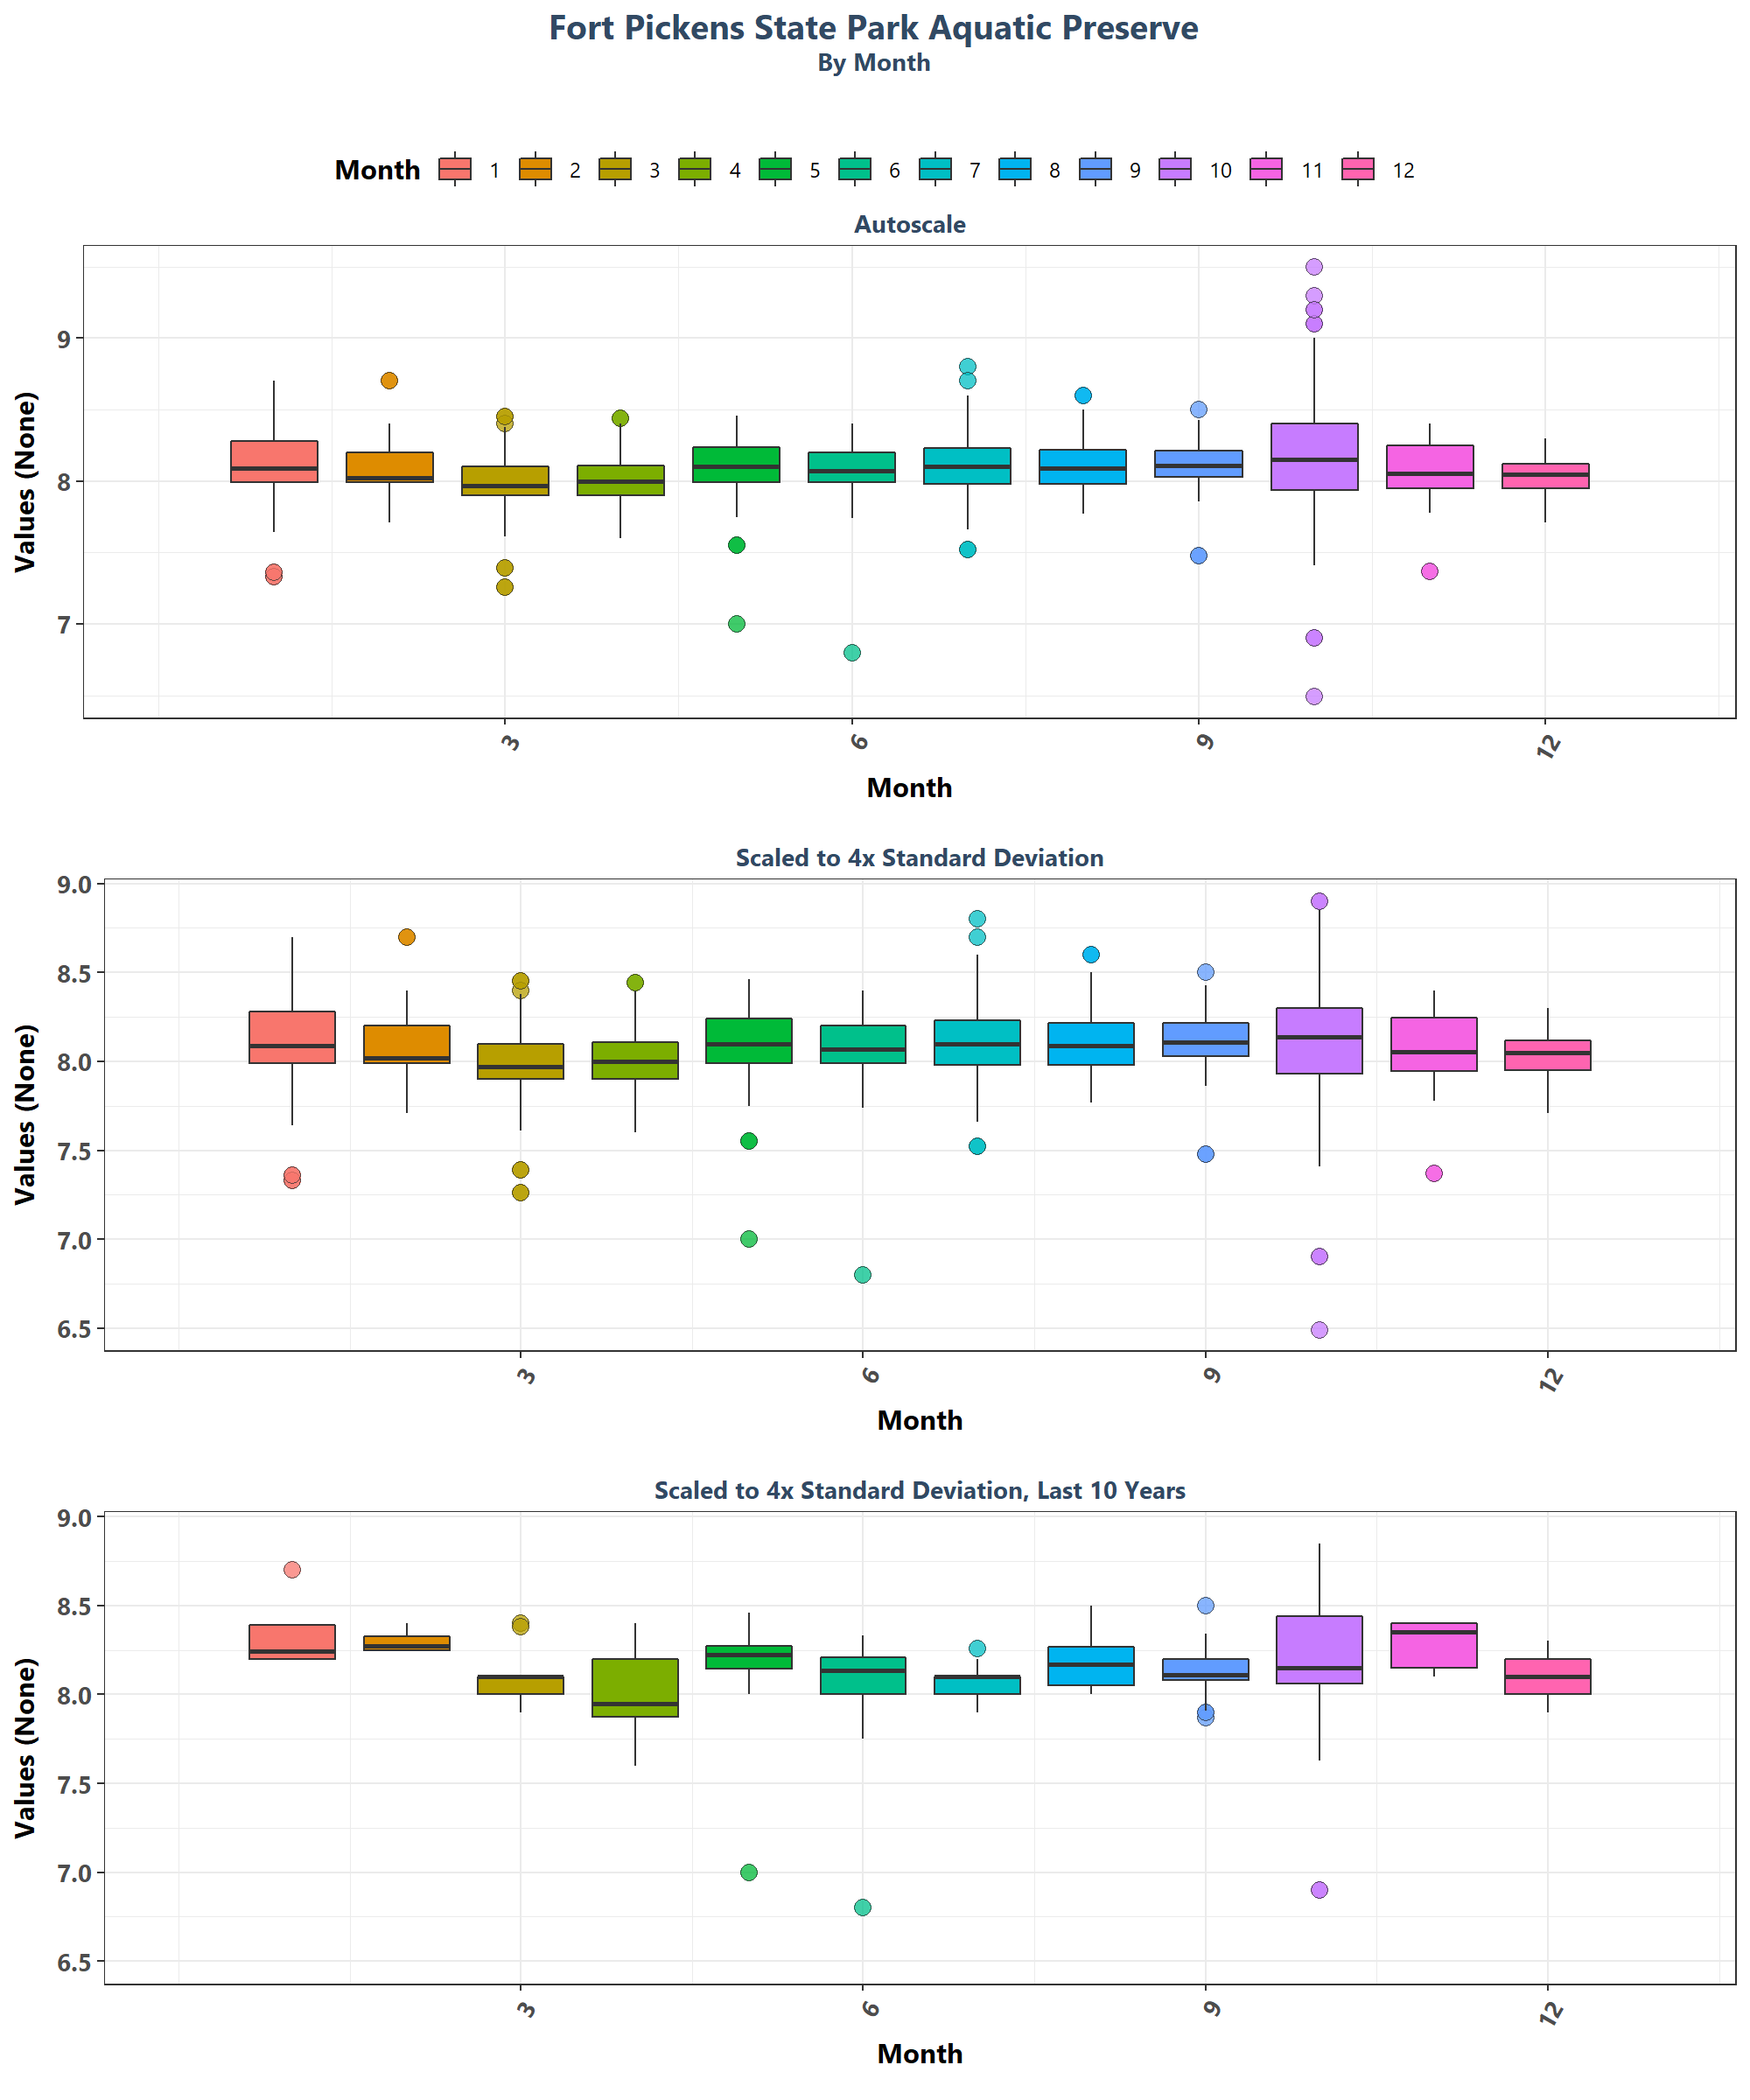 Fort Pickens State Park Aquatic Preserve
By Month
Month 1 2 3 4 5 6 7 8 9 10 11 12
Autoscale
Values (None)
9
8
7
3 6 9 12
Month
Scaled to 4x Standard Deviation
Values (None)
9.0
8.5
8.0
7.5
7.0
6.5
3 6 9 12
Month
Scaled to 4x Standard Deviation, Last 10 Years
Values (None)
9.0
8.5
8.0
7.5
7.0
6.5
3 6 9 12
Month